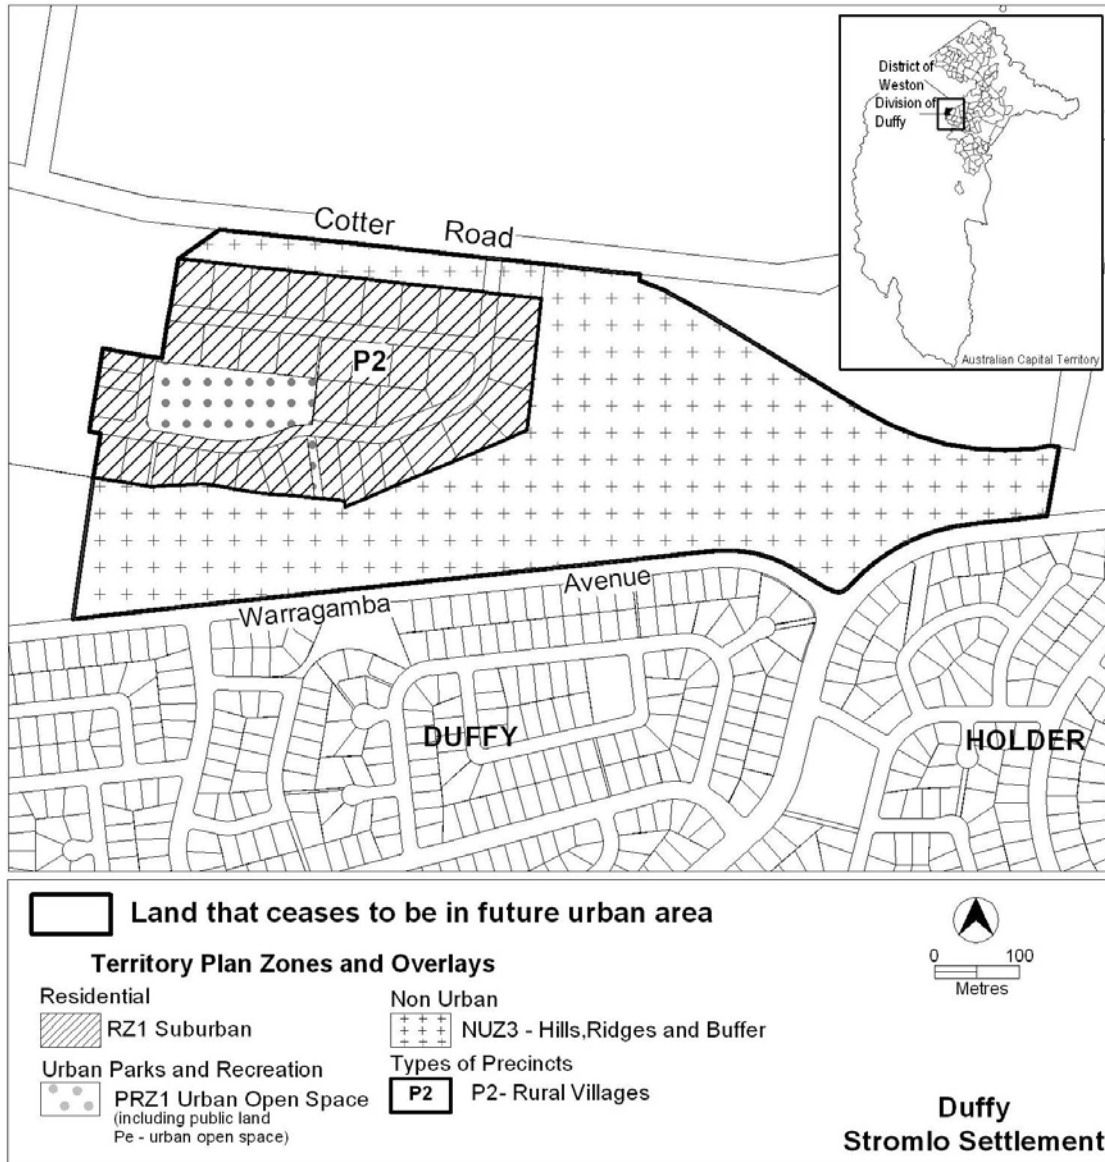 District of
Weston
Division of
Duffy
Australian Capital Territory
Cotter Road
P2
Warragamba Avenue
DUFFY
HOLDER
Land that ceases to be in future urban area
Territory Plan Zones and Overlays
Residential
RZ1 Suburban
Urban Parks and Recreation
PRZ1 Urban Open Space
(including public land
Pe - urban open space)
Non Urban
NUZ3 - Hills,Ridges and Buffer
Types of Precincts
P2 P2- Rural Villages
0 100
Metres
Duffy
Stromlo Settlement